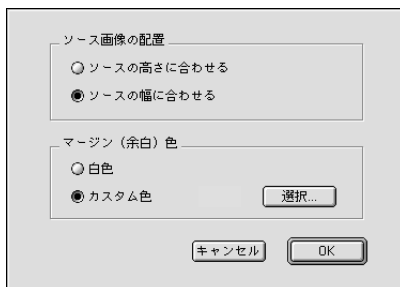 ソース画像の配置
ソースの高さに合わせる
ソースの幅に合わせる
マージン（余白）色
白色
カスタム色
選択...
キャンセル
OK